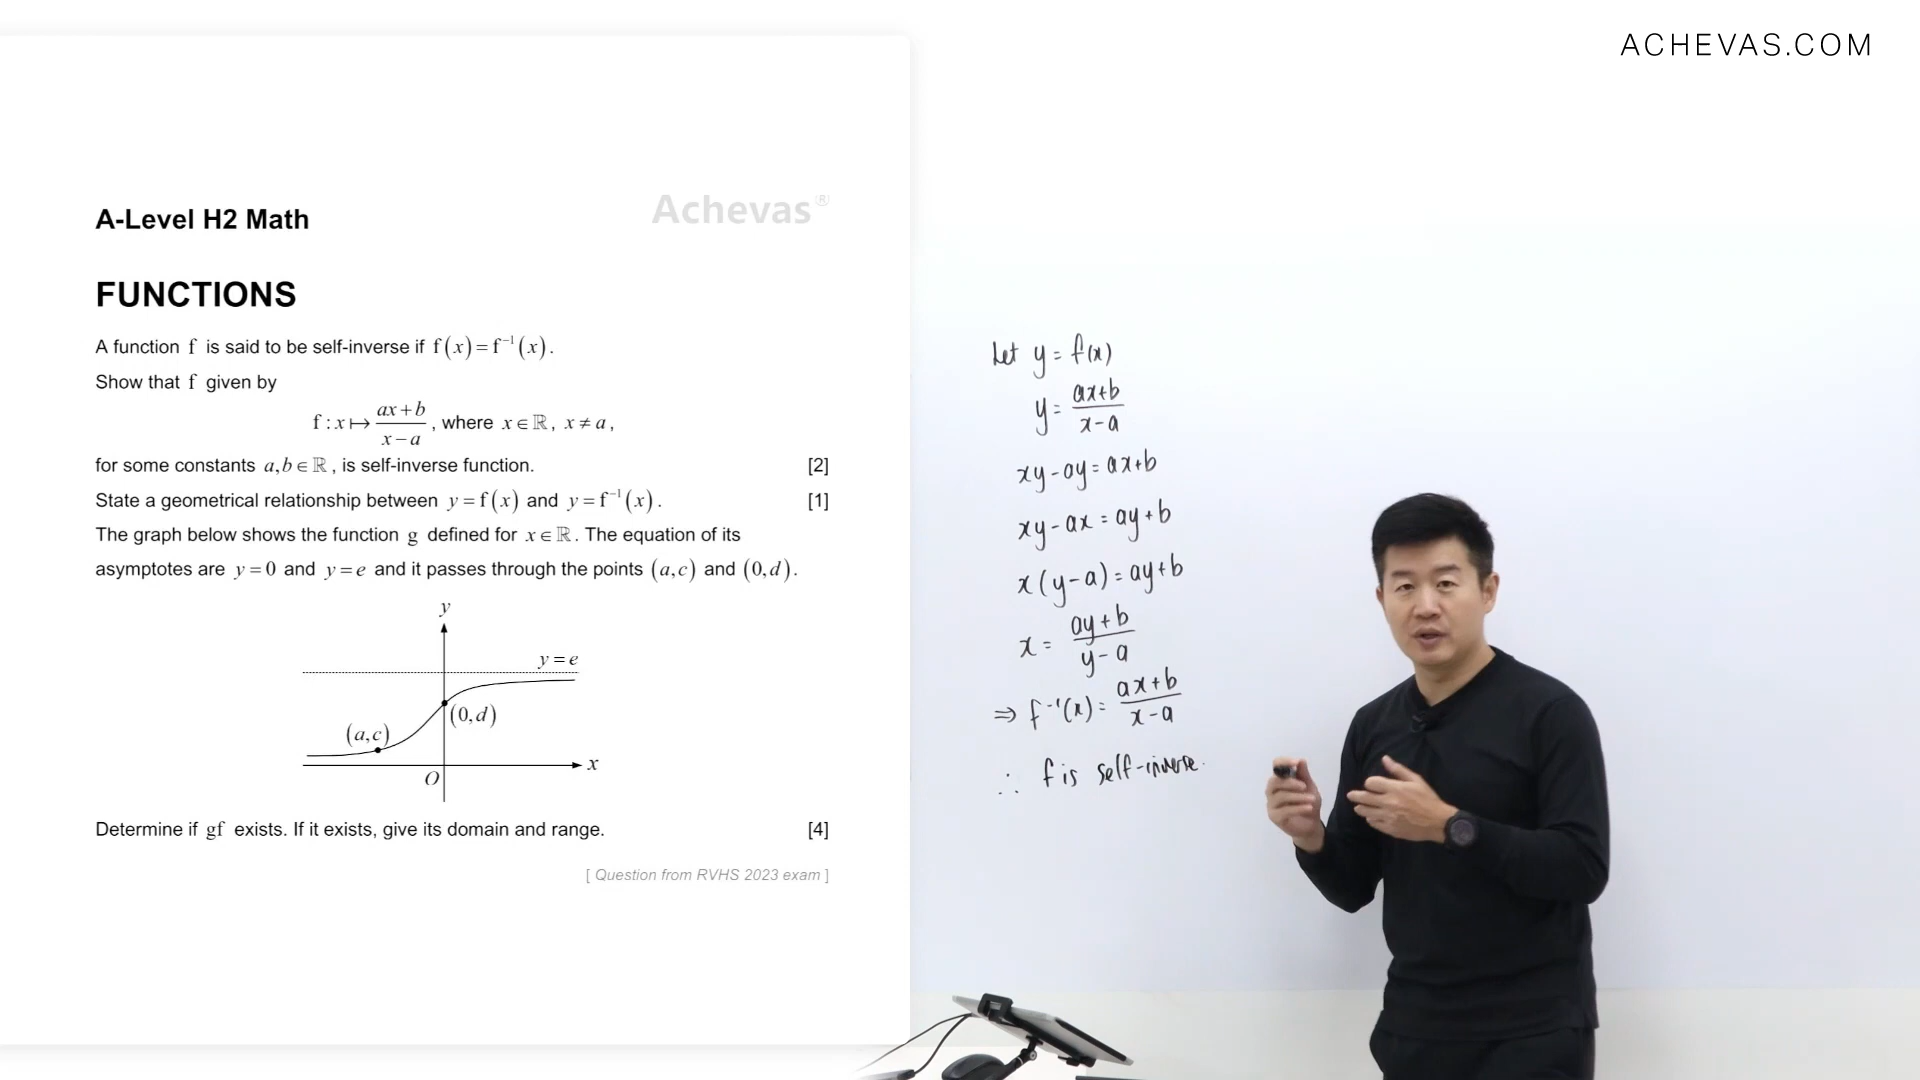 ACHEVAS.COM
A-Level H2 Math
Achevas®
FUNCTIONS
A function f is said to be self-inverse if f(x) = f⁻¹(x).
Show that f given by
f : x ↦ (ax + b)/(x − a), where x ∈ ℝ, x ≠ a,
for some constants a, b ∈ ℝ, is self-inverse function. [2]
State a geometrical relationship between y = f(x) and y = f⁻¹(x). [1]
The graph below shows the function g defined for x ∈ ℝ. The equation of its
asymptotes are y = 0 and y = e and it passes through the points (a, c) and (0, d).
y
y = e
(0, d)
(a, c)
x
O
Determine if gf exists. If it exists, give its domain and range. [4]
[ Question from RVHS 2023 exam ]
Let y = f(x)
y = (ax+b)/(x-a)
xy - ay = ax+b
xy - ax = ay+b
x(y-a) = ay+b
x = (ay+b)/(y-a)
⇒ f⁻¹(x) = (ax+b)/(x-a)
∴ f is self-inverse.